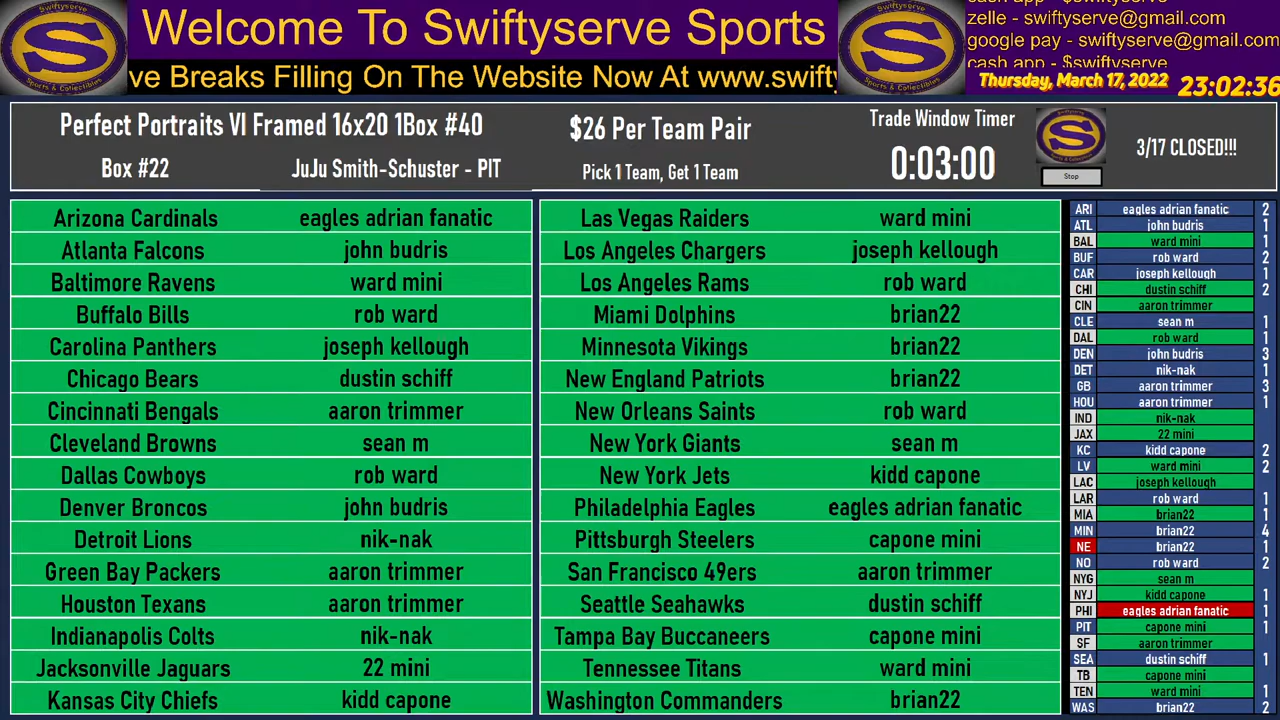 Welcome To Swiftyserve Sports
ve Breaks Filling On The Website Now At www.swifty
zelle - swiftyserve@gmail.com
google pay - swiftyserve@gmail.com
cash app - $swiftyserve
Thursday, March 17, 2022 23:02:36
Perfect Portraits VI Framed 16x20 1Box #40
Box #22 JuJu Smith-Schuster - PIT
$26 Per Team Pair
Pick 1 Team, Get 1 Team
Trade Window Timer
0:03:00
Stop
3/17 CLOSED!!!
Arizona Cardinals eagles adrian fanatic
Atlanta Falcons john budris
Baltimore Ravens ward mini
Buffalo Bills rob ward
Carolina Panthers joseph kellough
Chicago Bears dustin schiff
Cincinnati Bengals aaron trimmer
Cleveland Browns sean m
Dallas Cowboys rob ward
Denver Broncos john budris
Detroit Lions nik-nak
Green Bay Packers aaron trimmer
Houston Texans aaron trimmer
Indianapolis Colts nik-nak
Jacksonville Jaguars 22 mini
Kansas City Chiefs kidd capone
Las Vegas Raiders ward mini
Los Angeles Chargers joseph kellough
Los Angeles Rams rob ward
Miami Dolphins brian22
Minnesota Vikings brian22
New England Patriots brian22
New Orleans Saints rob ward
New York Giants sean m
New York Jets kidd capone
Philadelphia Eagles eagles adrian fanatic
Pittsburgh Steelers capone mini
San Francisco 49ers aaron trimmer
Seattle Seahawks dustin schiff
Tampa Bay Buccaneers capone mini
Tennessee Titans ward mini
Washington Commanders brian22
ARI eagles adrian fanatic 2
ATL john budris 1
BAL ward mini 1
BUF rob ward 2
CAR joseph kellough 1
CHI dustin schiff 2
CIN aaron trimmer
CLE sean m 1
DAL rob ward 1
DEN john budris 3
DET nik-nak 1
GB aaron trimmer 3
HOU aaron trimmer 1
IND nik-nak
JAX 22 mini
KC kidd capone 2
LV ward mini 2
LAC joseph kellough
LAR rob ward 1
MIA brian22 1
MIN brian22 4
NE brian22 1
NO rob ward 2
NYG sean m
NYJ kidd capone 1
PHI eagles adrian fanatic 1
PIT capone mini 1
SF aaron trimmer
SEA dustin schiff 1
TB capone mini
TEN ward mini 1
WAS brian22 2